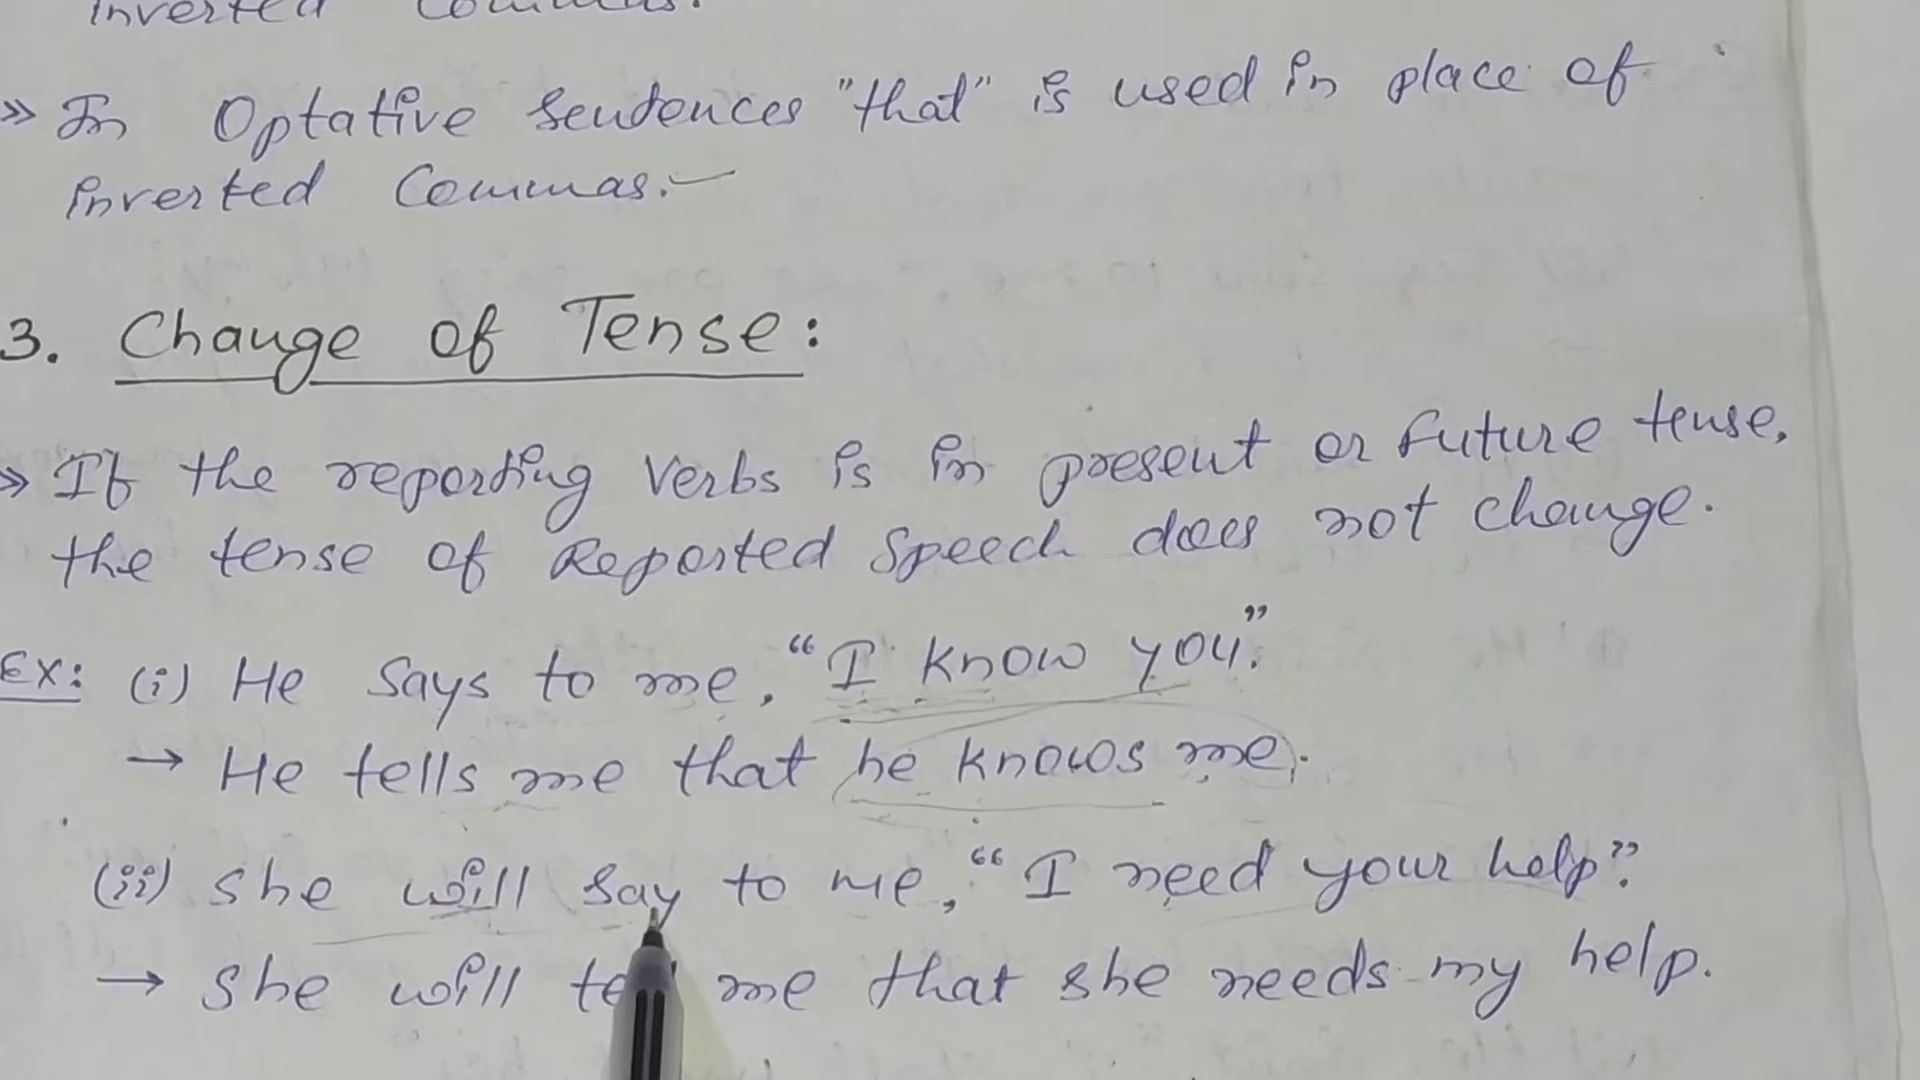 inverted Commas.
» In Optative sentences "that" is used in place of
inverted Commas.-
3. Change of Tense:
» If the reporting Verbs is in present or future tense,
the tense of Reported Speech does not change.
Ex: (i) He Says to me, "I know you."
→ He tells me that he knows me.
(ii) She will say to me, "I need your help".
→ She will tell me that she needs my help.